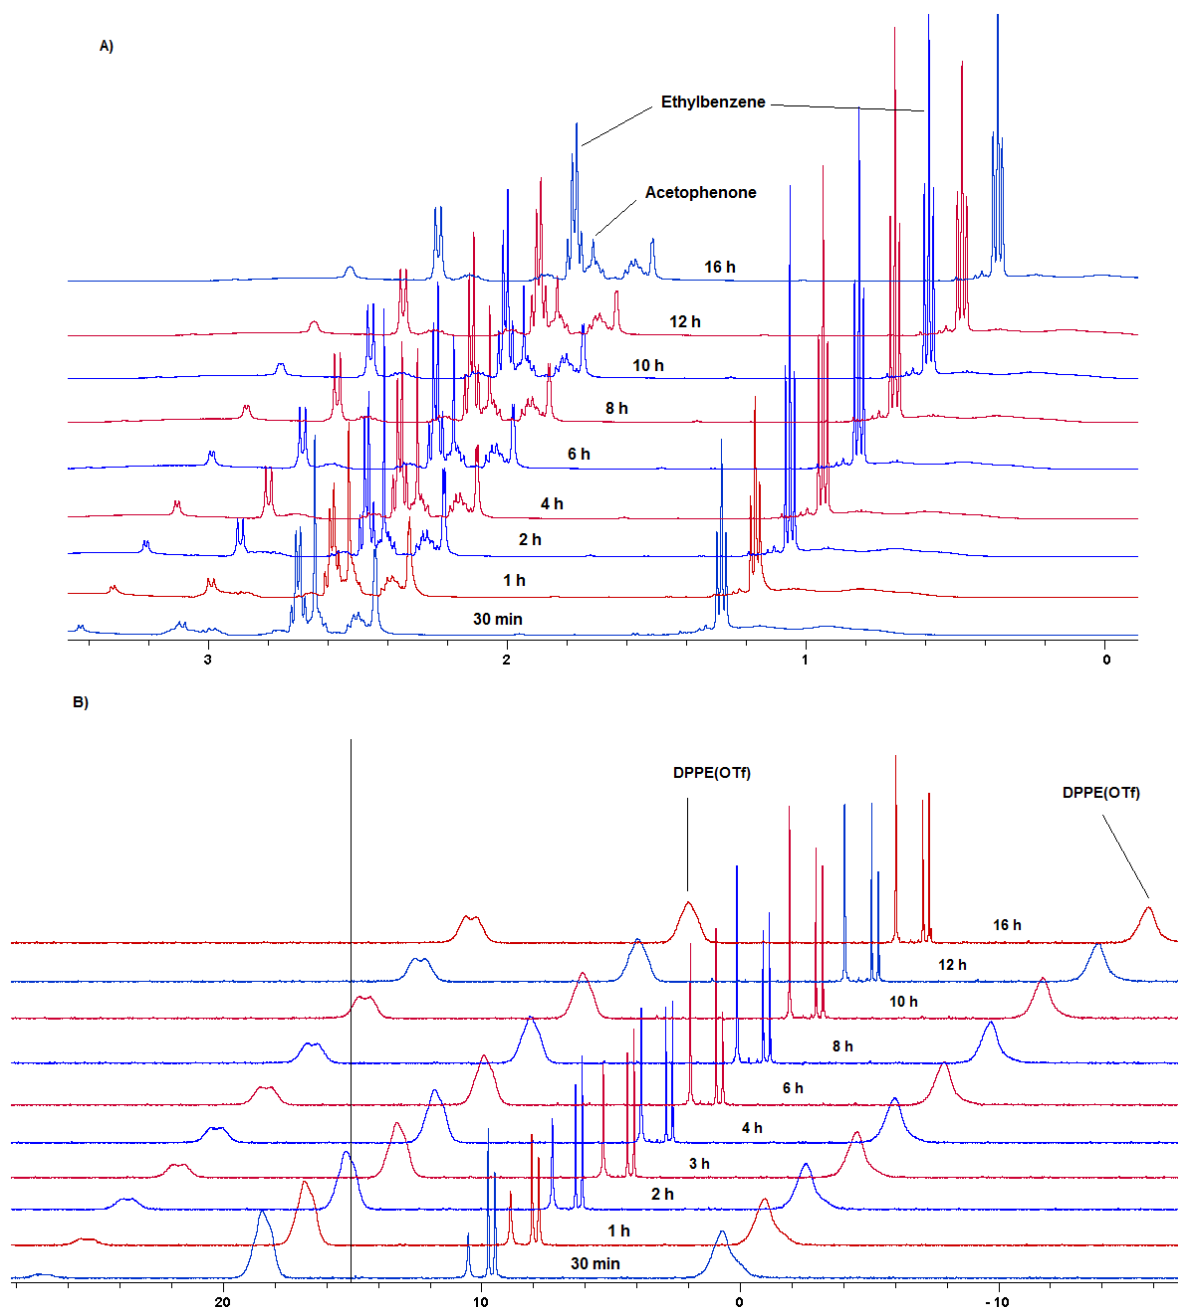 A)
Ethylbenzene
Acetophenone
16 h
12 h
10 h
8 h
6 h
4 h
2 h
1 h
30 min
3 2 1 0
B)
DPPE(OTf)
DPPE(OTf)
16 h
12 h
10 h
8 h
6 h
4 h
3 h
2 h
1 h
30 min
20 10 0 -10